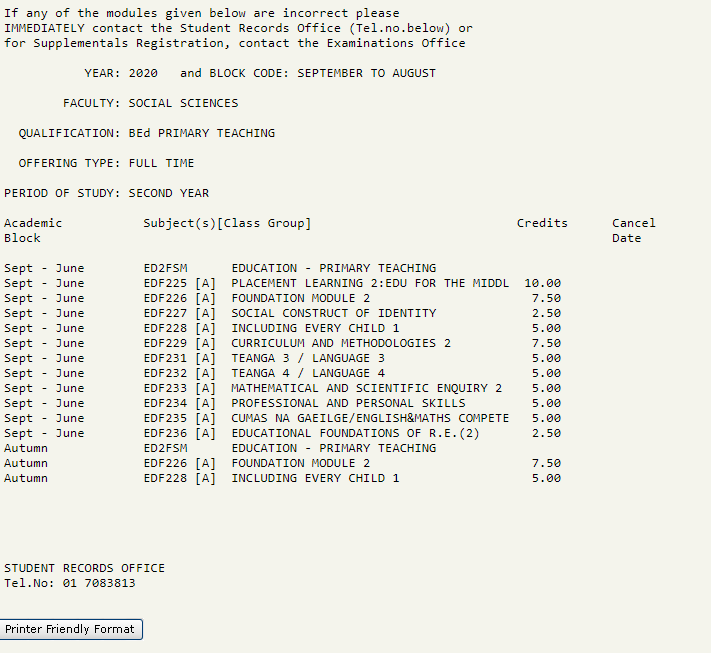 If any of the modules given below are incorrect please
IMMEDIATELY contact the Student Records Office (Tel.no.below) or
for Supplementals Registration, contact the Examinations Office
YEAR: 2020 and BLOCK CODE: SEPTEMBER TO AUGUST
FACULTY: SOCIAL SCIENCES
QUALIFICATION: BEd PRIMARY TEACHING
OFFERING TYPE: FULL TIME
PERIOD OF STUDY: SECOND YEAR
Academic Subject(s)[Class Group] Credits Cancel
Block Date
Sept - June ED2FSM EDUCATION - PRIMARY TEACHING
Sept - June EDF225 [A] PLACEMENT LEARNING 2:EDU FOR THE MIDDL 10.00
Sept - June EDF226 [A] FOUNDATION MODULE 2 7.50
Sept - June EDF227 [A] SOCIAL CONSTRUCT OF IDENTITY 2.50
Sept - June EDF228 [A] INCLUDING EVERY CHILD 1 5.00
Sept - June EDF229 [A] CURRICULUM AND METHODOLOGIES 2 7.50
Sept - June EDF231 [A] TEANGA 3 / LANGUAGE 3 5.00
Sept - June EDF232 [A] TEANGA 4 / LANGUAGE 4 5.00
Sept - June EDF233 [A] MATHEMATICAL AND SCIENTIFIC ENQUIRY 2 5.00
Sept - June EDF234 [A] PROFESSIONAL AND PERSONAL SKILLS 5.00
Sept - June EDF235 [A] CUMAS NA GAEILGE/ENGLISH&MATHS COMPETE 5.00
Sept - June EDF236 [A] EDUCATIONAL FOUNDATIONS OF R.E.(2) 2.50
Autumn ED2FSM EDUCATION - PRIMARY TEACHING
Autumn EDF226 [A] FOUNDATION MODULE 2 7.50
Autumn EDF228 [A] INCLUDING EVERY CHILD 1 5.00
STUDENT RECORDS OFFICE
Tel.No: 01 7083813
Printer Friendly Format